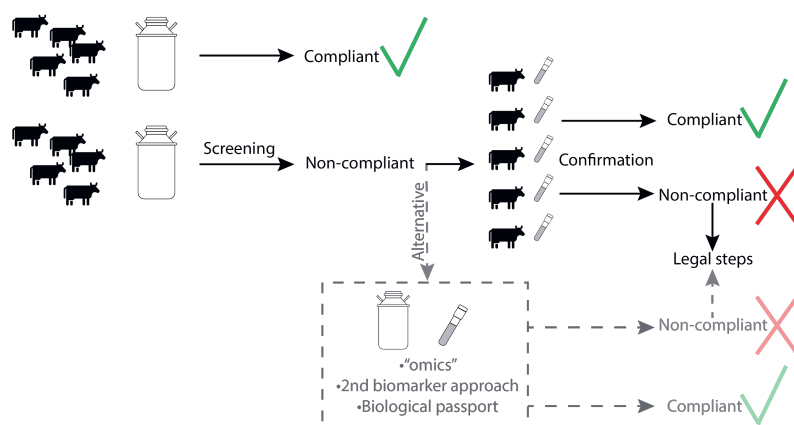 Compliant
Compliant
Screening
Non-compliant
Confirmation
Non-compliant
Alternative
Legal steps
Non-compliant
•"omics"
•2nd biomarker approach
•Biological passport
Compliant